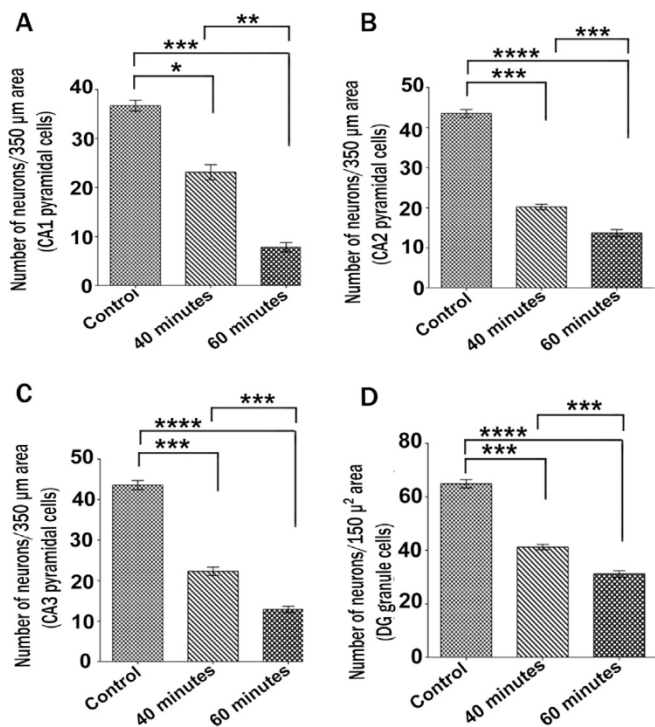 A
**
***
*
Number of neurons/350 µm area
(CA1 pyramidal cells)
40
30
20
10
0
Control
40 minutes
60 minutes
B
***
****
***
Number of neurons/350 µm area
(CA2 pyramidal cells)
50
40
30
20
10
0
Control
40 minutes
60 minutes
C
***
****
***
Number of neurons/350 µm area
(CA3 pyramidal cells)
50
40
30
20
10
0
Control
40 minutes
60 minutes
D
***
****
***
Number of neurons/150 µ² area
(DG granule cells)
80
60
40
20
0
Control
40 minutes
60 minutes